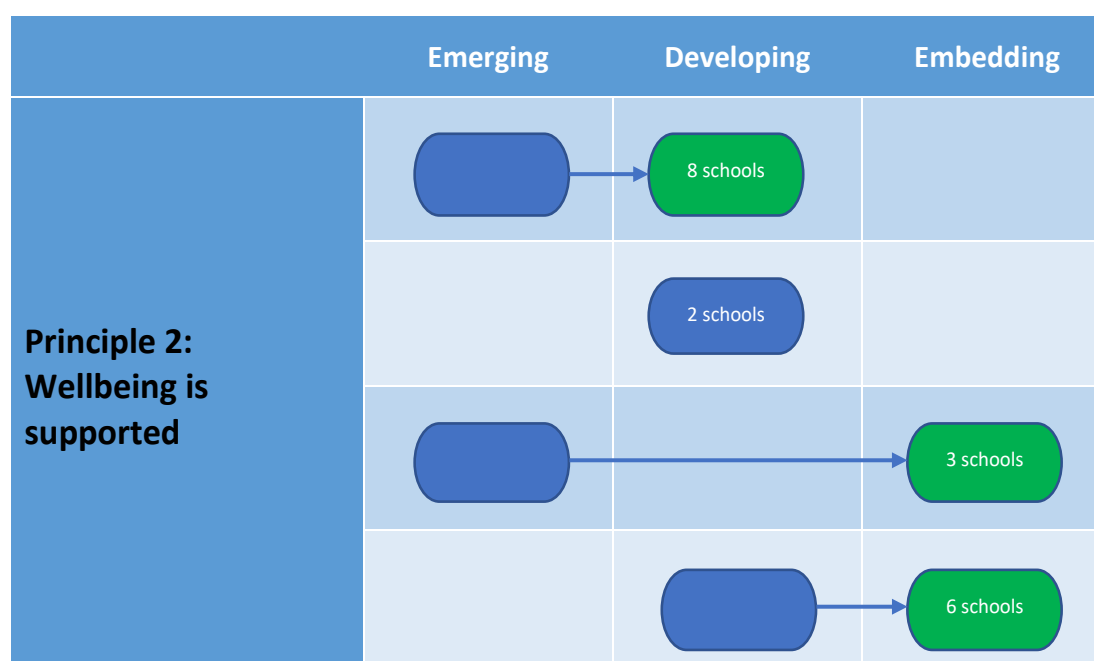 Emerging Developing Embedding
8 schools
2 schools
Principle 2:
Wellbeing is
supported
3 schools
6 schools